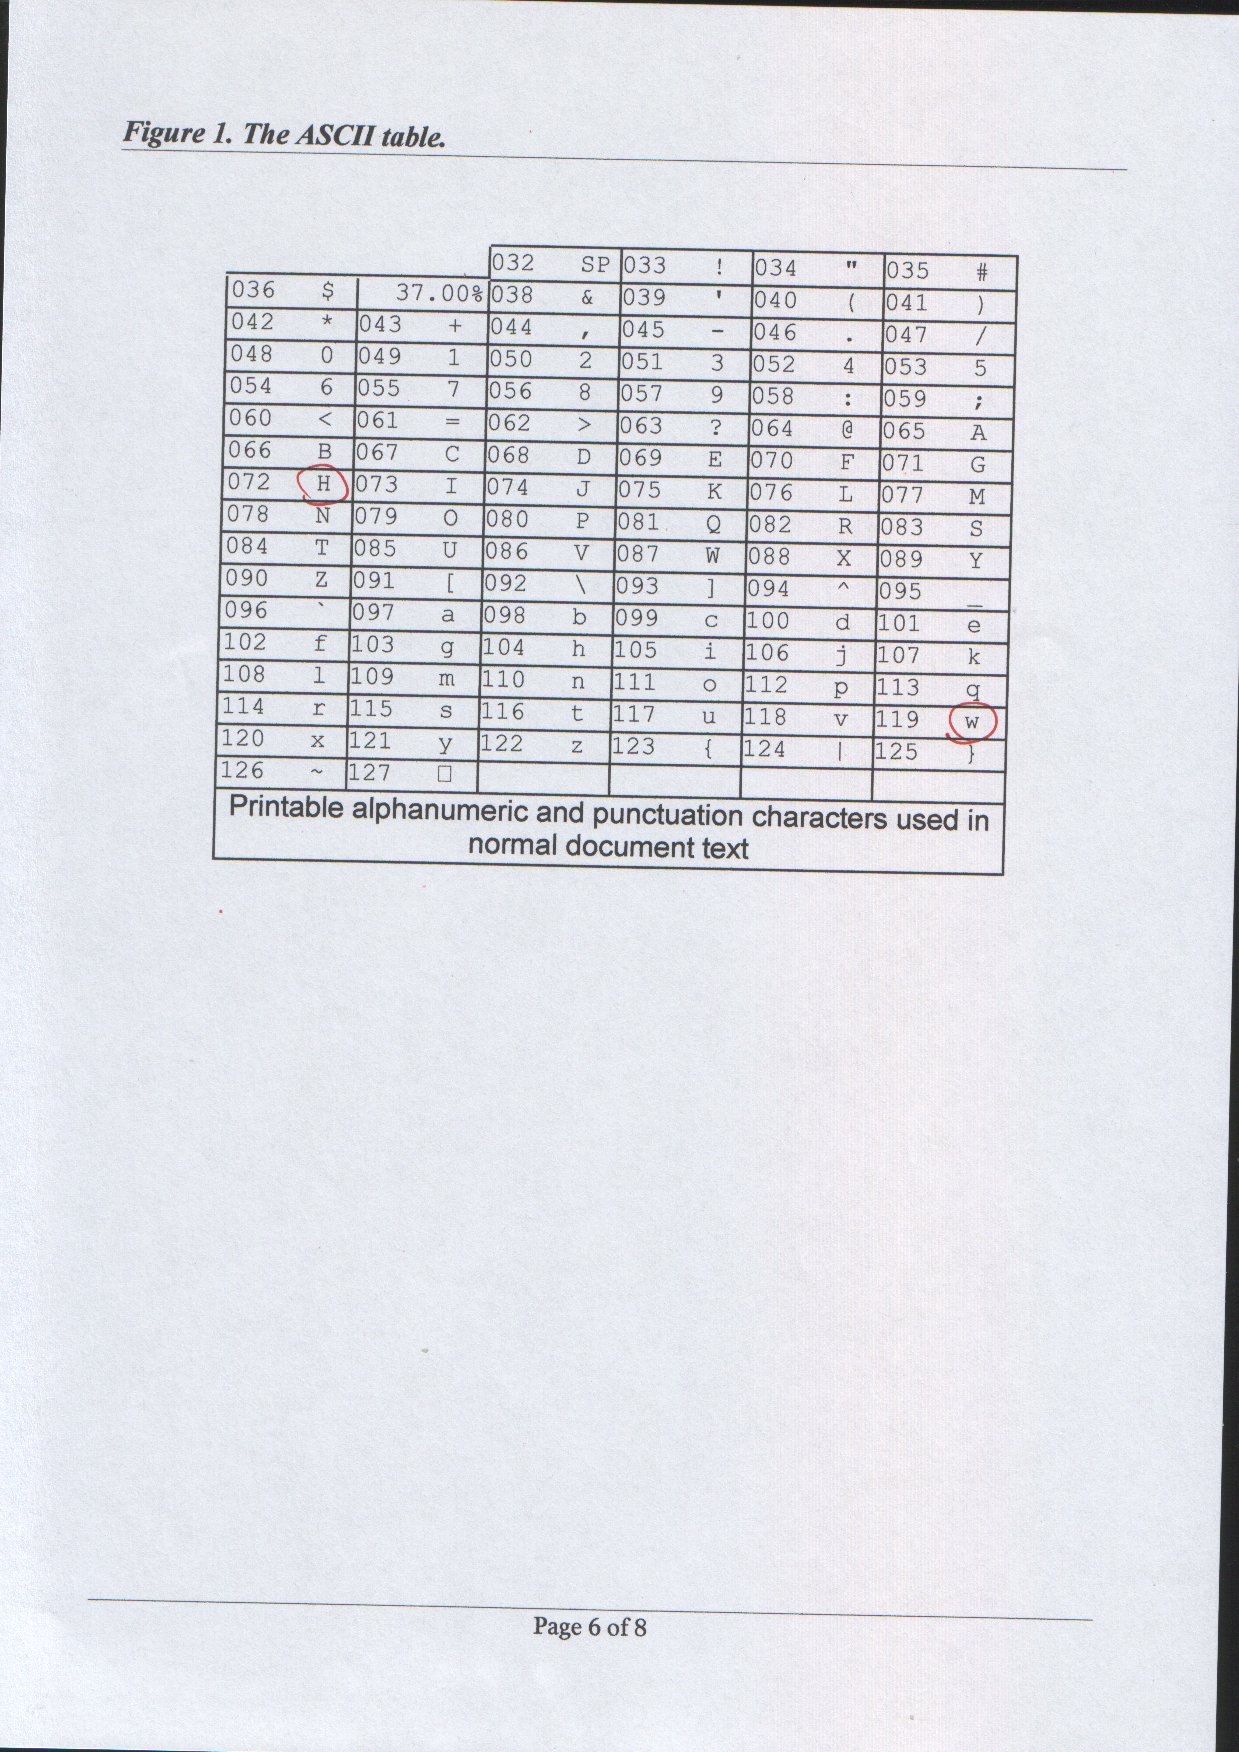 Figure 1. The ASCII table.
032 SP 033 ! 034 " 035 #
036 $ 37.00% 038 & 039 ' 040 ( 041 )
042 * 043 + 044 , 045 - 046 . 047 /
048 0 049 1 050 2 051 3 052 4 053 5
054 6 055 7 056 8 057 9 058 : 059 ;
060 < 061 = 062 > 063 ? 064 @ 065 A
066 B 067 C 068 D 069 E 070 F 071 G
072 H 073 I 074 J 075 K 076 L 077 M
078 N 079 O 080 P 081 Q 082 R 083 S
084 T 085 U 086 V 087 W 088 X 089 Y
090 Z 091 [ 092 \ 093 ] 094 ^ 095 _
096 ` 097 a 098 b 099 c 100 d 101 e
102 f 103 g 104 h 105 i 106 j 107 k
108 l 109 m 110 n 111 o 112 p 113 q
114 r 115 s 116 t 117 u 118 v 119 w
120 x 121 y 122 z 123 { 124 | 125 }
126 ~ 127 □
Printable alphanumeric and punctuation characters used in
normal document text
Page 6 of 8